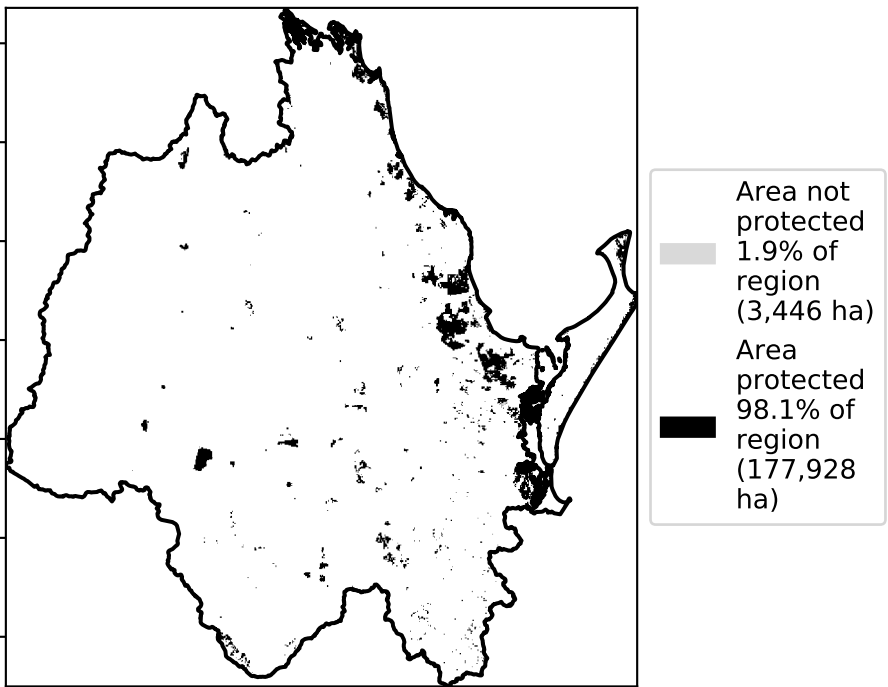 Area not
protected
1.9% of
region
(3,446 ha)
Area
protected
98.1% of
region
(177,928
ha)